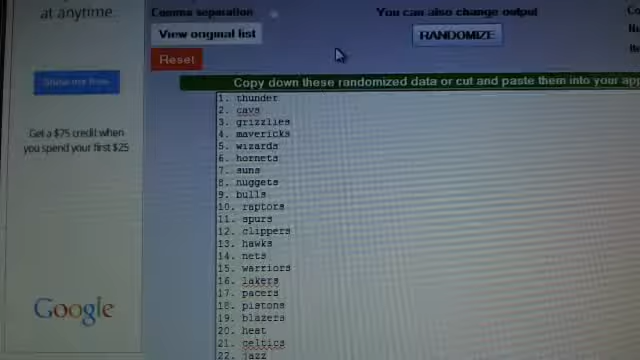 at anytime.
Comma separation
You can also change output
View original list
RANDOMIZE
Reset
Copy down these randomized data or cut and paste them into your app
Get a $75 credit when
you spend your first $25
1. thunder
2. cavs
3. grizzlies
4. mavericks
5. wizards
6. hornets
7. suns
8. nuggets
9. bulls
10. raptors
11. spurs
12. clippers
13. hawks
14. nets
15. warriors
16. lakers
17. pacers
18. pistons
19. blazers
20. heat
21. celtics
22. jazz
Google